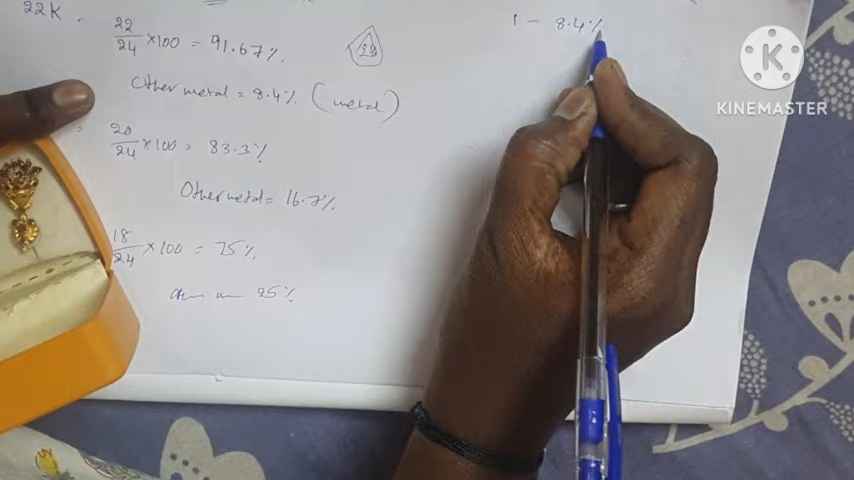 22K.
22/24 ×100 = 91.67%.
Other metal = 8.4% (metal)
20/24 ×100 = 83.3%
Other metal = 16.7%.
18/24 ×100 = 75%.
25%
1 - 8.4%
KINEMASTER